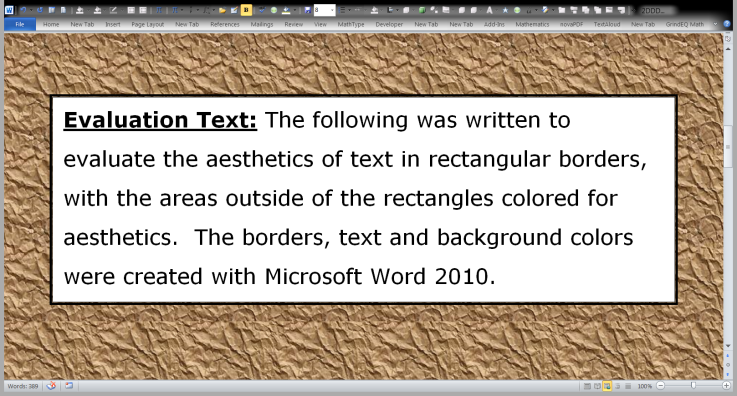 8
2000...
File Home New Tab Insert Page Layout New Tab References Mailings Review View MathType Developer New Tab New Tab Add-Ins Mathematics novaPDF TextAloud New Tab GrindEQ Math
Evaluation Text: The following was written to
evaluate the aesthetics of text in rectangular borders,
with the areas outside of the rectangles colored for
aesthetics.  The borders, text and background colors
were created with Microsoft Word 2010.
Words: 389 100%